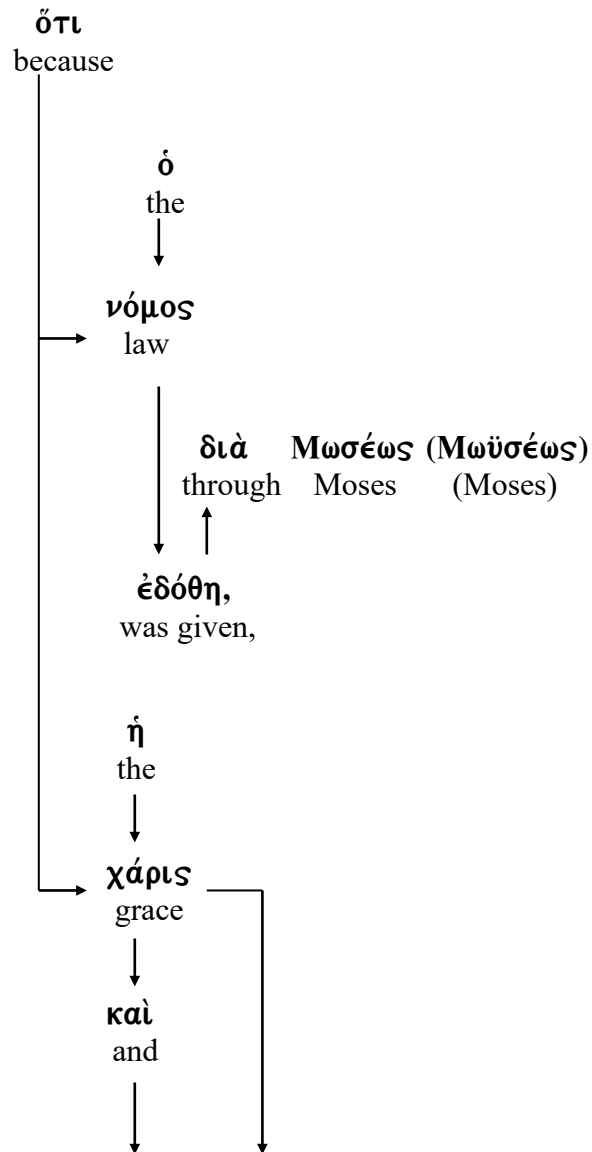 ὅτι
because
ὁ
the
νόμος
law
διὰ Μωσέως (Μωϋσέως)
through Moses (Moses)
ἐδόθη,
was given,
ἡ
the
χάρις
grace
καὶ
and